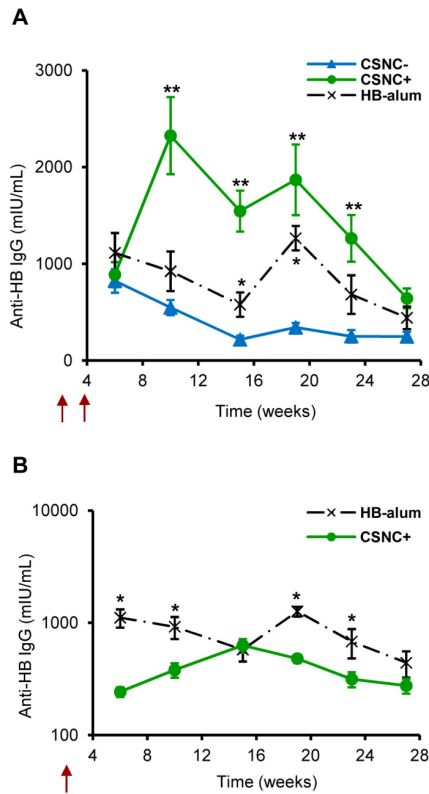 A
CSNC-
CSNC+
HB-alum
3000
2000
1000
0
Anti-HB IgG (mIU/mL)
**
**
**
**
*
*
4 8 12 16 20 24 28
Time (weeks)
B
HB-alum
CSNC+
10000
1000
100
Anti-HB IgG (mIU/mL)
* * * *
4 8 12 16 20 24 28
Time (weeks)